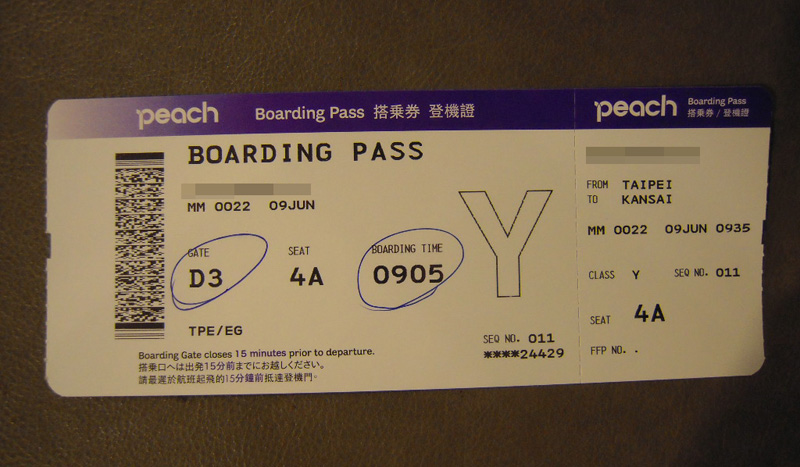 peach Boarding Pass 搭乗券 登機證
BOARDING PASS
MM 0022 09JUN
GATE SEAT BOARDING TIME
D3 4A 0905
Y
TPE/EG
SEQ NO. 011
****24429
Boarding Gate closes 15 minutes prior to departure.
搭乗口へは出発15分前までにお越しください。
請最遲於航班起飛的15分鐘前抵達登機門。
peach Boarding Pass
搭乗券 / 登機證
FROM TAIPEI
TO KANSAI
MM 0022 09JUN 0935
CLASS Y SEQ NO. 011
SEAT 4A
FFP NO. .